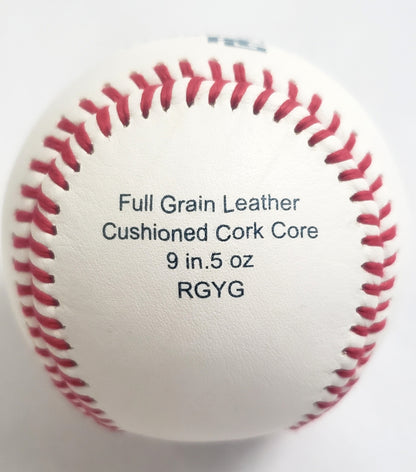 Full Grain Leather
Cushioned Cork Core
9 in.5 oz
RGYG